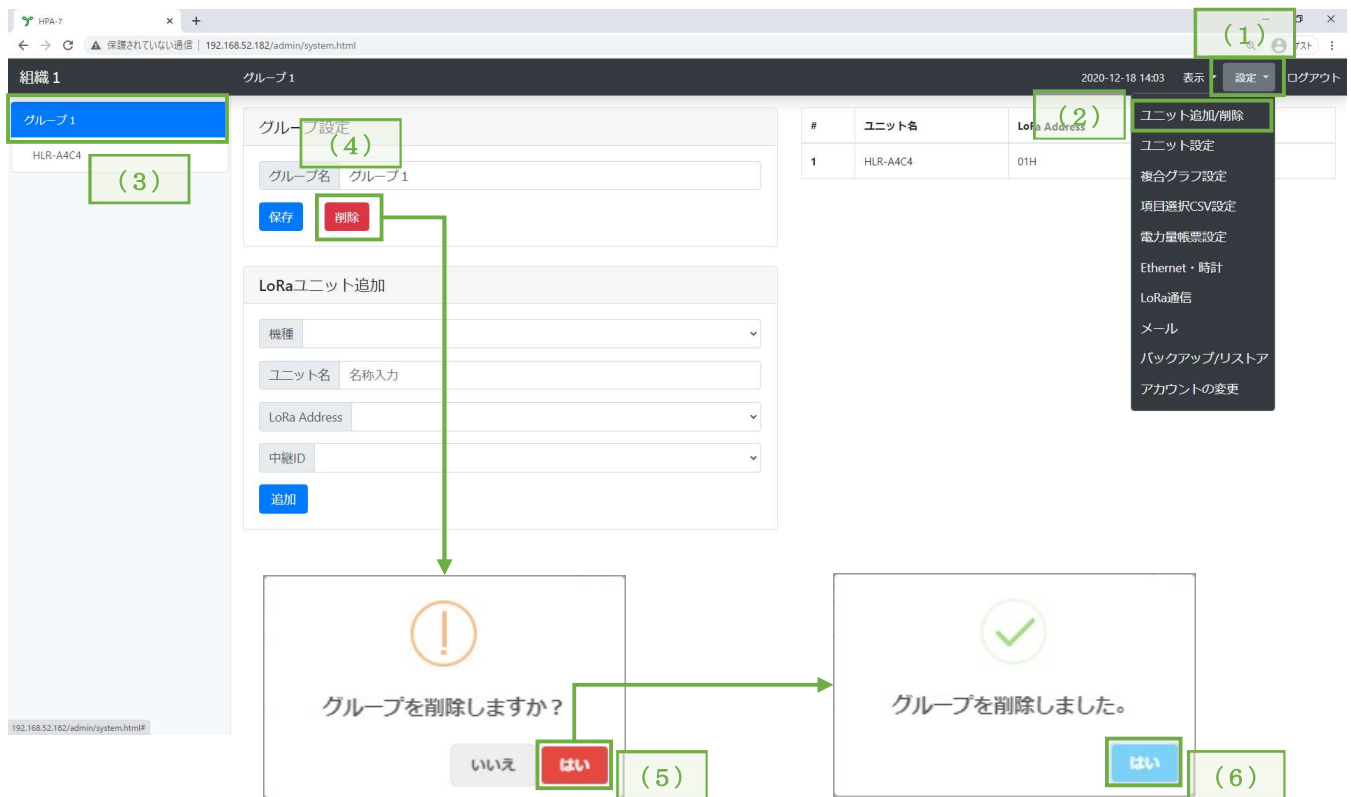 HPA-7
保護されていない通信 | 192.168.52.182/admin/system.html
(1)
組織1
グループ1
2020-12-18 14:03 表示 設定 ログアウト
グループ1
HLR-A4C4
(3)
グループ設定
(4)
グループ名 グループ1
保存 削除
# ユニット名 LoRa Address
1 HLR-A4C4 01H
(2)
ユニット追加/削除
ユニット設定
複合グラフ設定
項目選択CSV設定
電力量帳票設定
Ethernet・時計
LoRa通信
メール
バックアップ/リストア
アカウントの変更
LoRaユニット追加
機種
ユニット名 名称入力
LoRa Address
中継ID
追加
グループを削除しますか？
いいえ はい
(5)
グループを削除しました。
はい
(6)
192.168.52.182/admin/system.html#